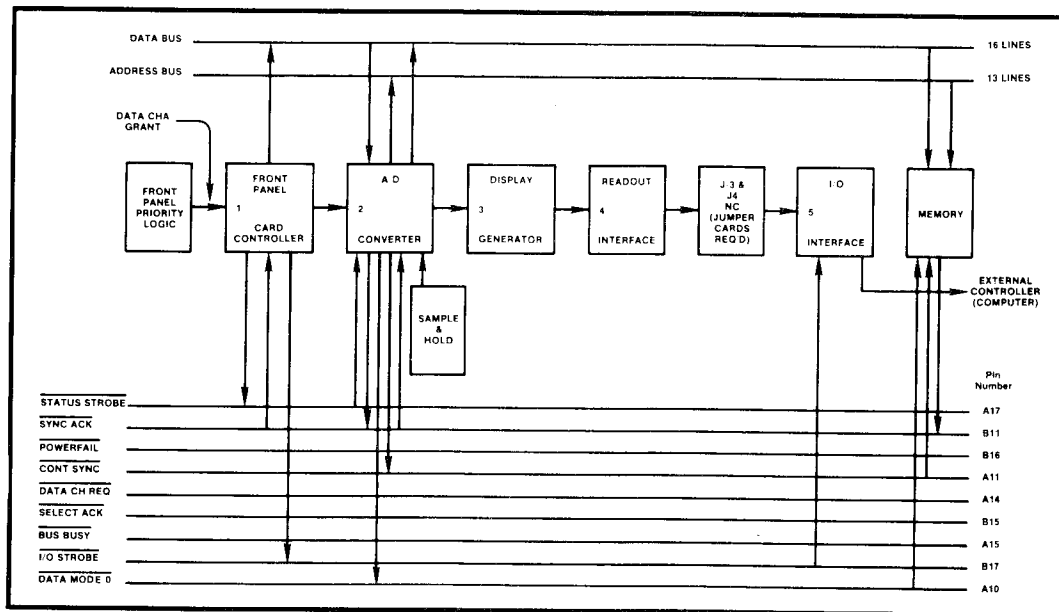 DATA BUS
16 LINES
ADDRESS BUS
13 LINES
DATA CHA
GRANT
FRONT
PANEL
PRIORITY
LOGIC
FRONT
PANEL
1
CARD
CONTROLLER
A/D
2
CONVERTER
DISPLAY
3
GENERATOR
READOUT
4
INTERFACE
J-3 &
J4
NC
(JUMPER
CARDS
REQ'D)
I/O
5
INTERFACE
MEMORY
SAMPLE
&
HOLD
EXTERNAL
CONTROLLER
(COMPUTER)
Pin
Number
STATUS STROBE
A17
SYNC ACK
B11
POWERFAIL
B16
CONT SYNC
A11
DATA CH REQ
A14
SELECT ACK
B15
BUS BUSY
A15
I/O STROBE
B17
DATA MODE 0
A10